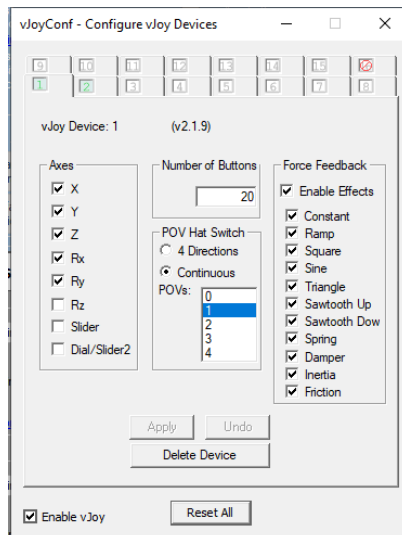 vJoyConf - Configure vJoy Devices
9 10 11 12 13 14 15
1 2 3 4 5 6 7 8
vJoy Device: 1 (v2.1.9)
Axes
X
Y
Z
Rx
Ry
Rz
Slider
Dial/Slider2
Number of Buttons
20
POV Hat Switch
4 Directions
Continuous
POVs:
0
1
2
3
4
Force Feedback
Enable Effects
Constant
Ramp
Square
Sine
Triangle
Sawtooth Up
Sawtooth Dow
Spring
Damper
Inertia
Friction
Apply Undo
Delete Device
Enable vJoy Reset All